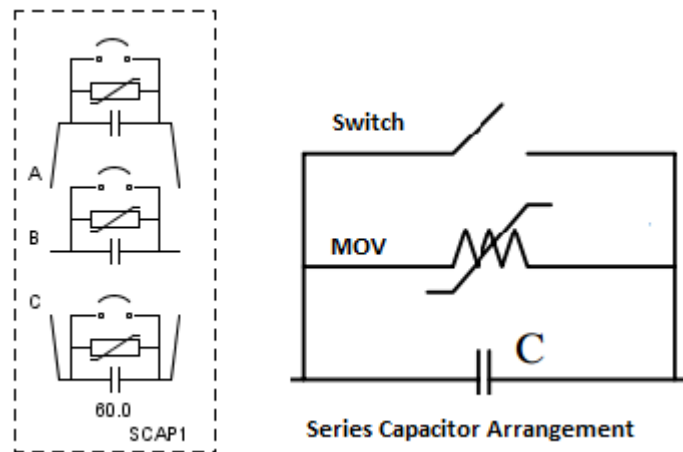 A
B
C
60.0
SCAP1
Switch
MOV
C
Series Capacitor Arrangement